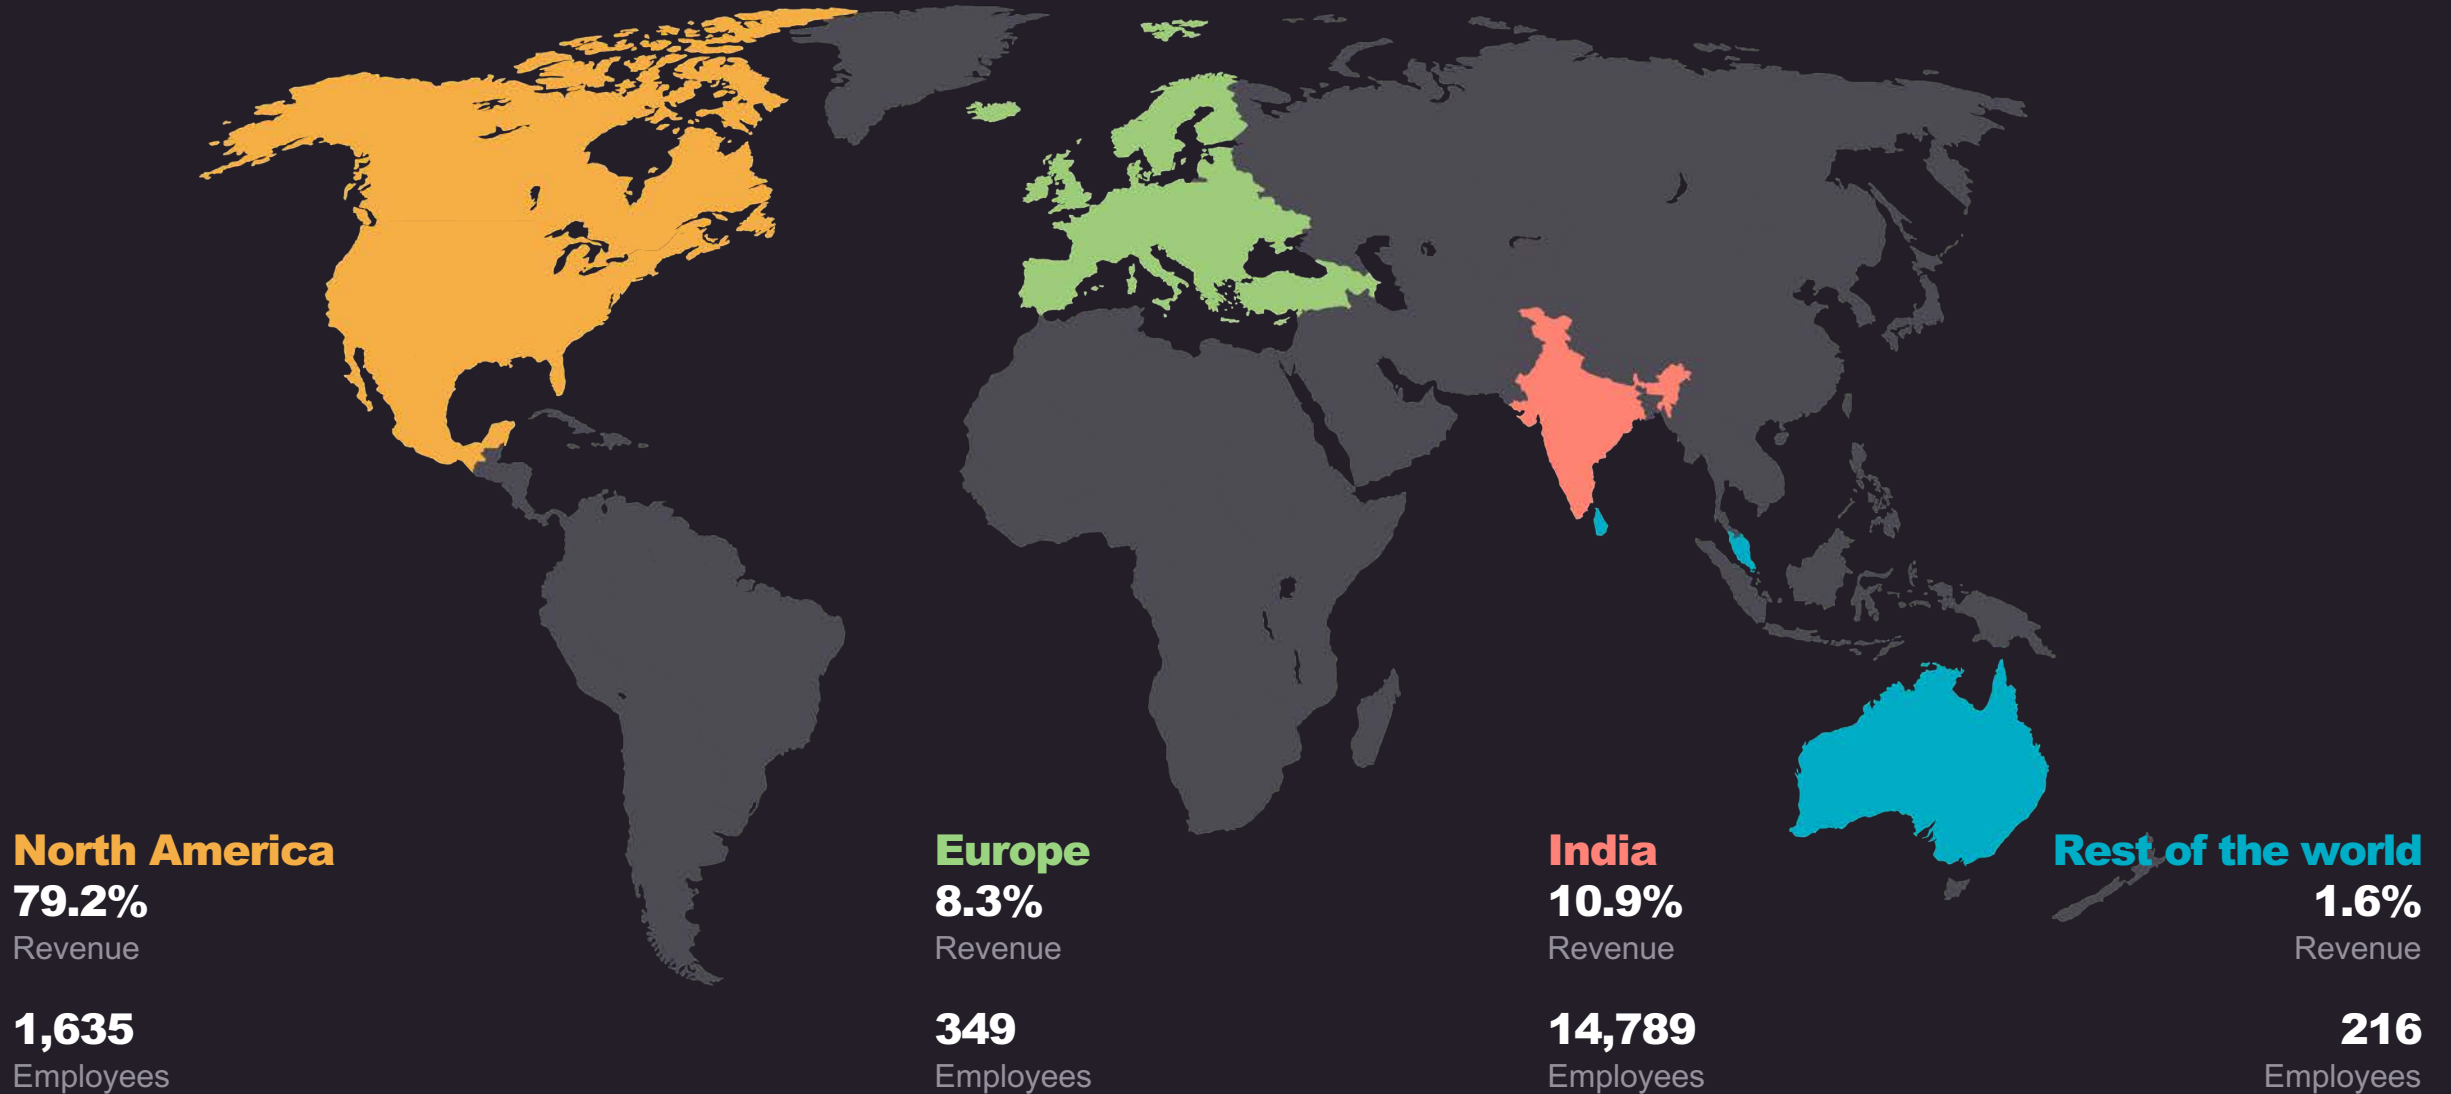 North America
79.2%
Revenue
1,635
Employees
Europe
8.3%
Revenue
349
Employees
India
10.9%
Revenue
14,789
Employees
Rest of the world
1.6%
Revenue
216
Employees